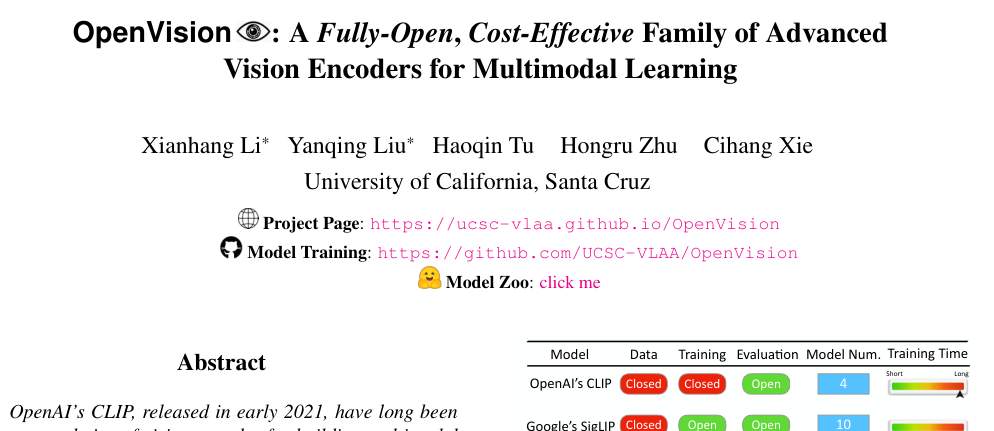 OpenVision: A Fully-Open, Cost-Effective Family of Advanced
Vision Encoders for Multimodal Learning
Xianhang Li* Yanqing Liu* Haoqin Tu Hongru Zhu Cihang Xie
University of California, Santa Cruz
Project Page: https://ucsc-vlaa.github.io/OpenVision
Model Training: https://github.com/UCSC-VLAA/OpenVision
Model Zoo: click me
Abstract
OpenAI's CLIP, released in early 2021, have long been
Model Data Training Evaluation Model Num. Training Time
OpenAI's CLIP Closed Closed Open 4 Short Long
Google's SigLIP Closed Open Open 10